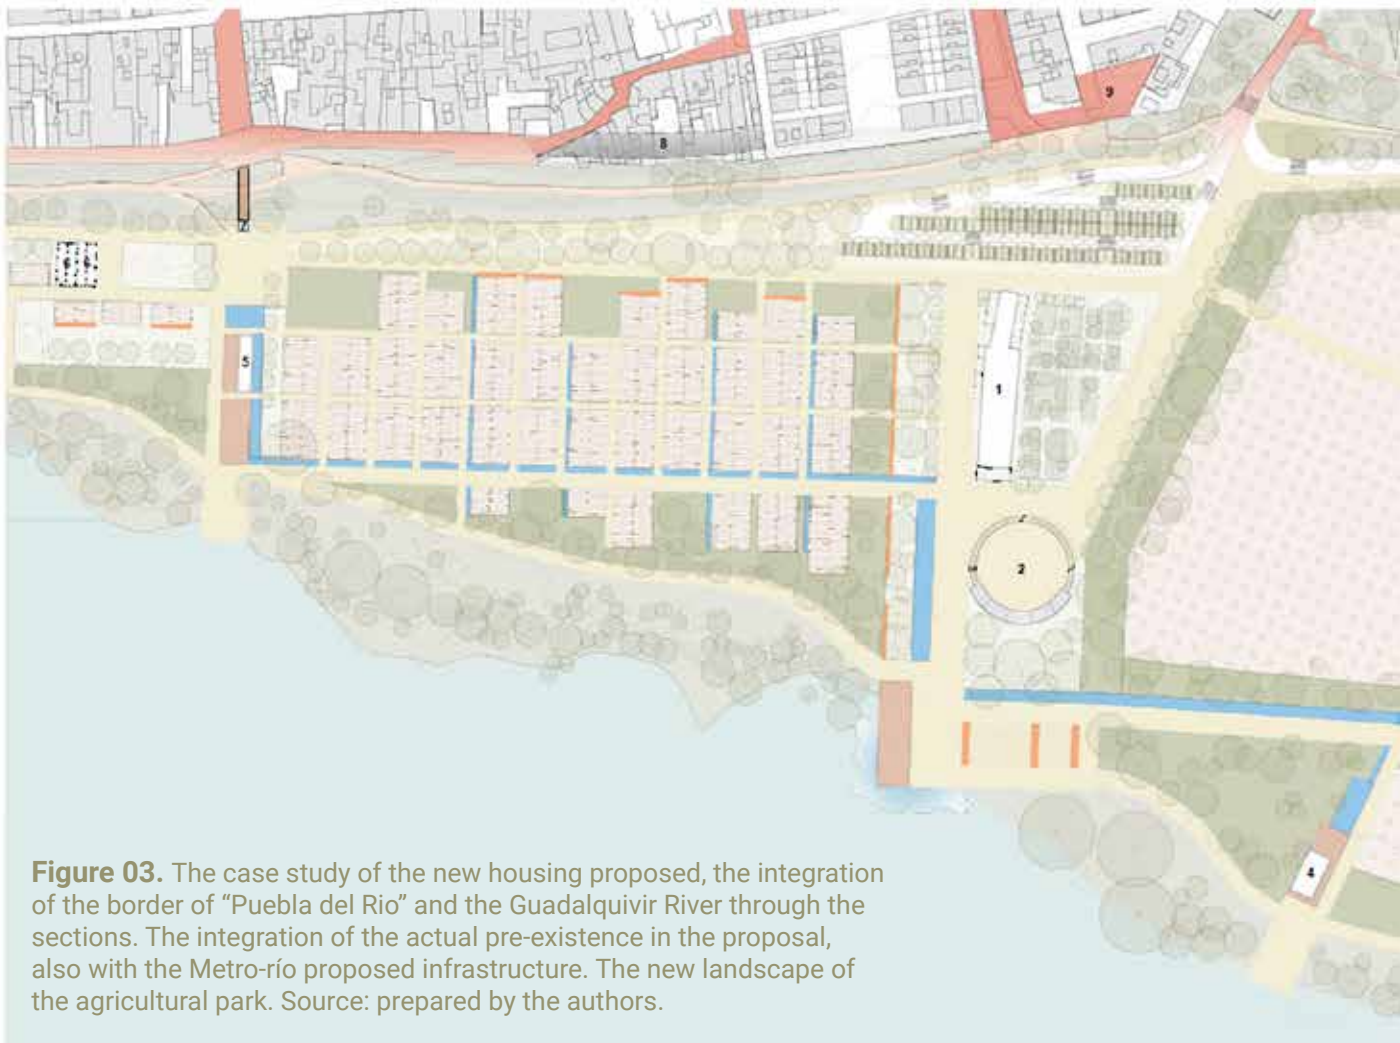 9
8
7
6 6
5
1
2
4
Figure 03. The case study of the new housing proposed, the integration
of the border of “Puebla del Rio” and the Guadalquivir River through the
sections. The integration of the actual pre-existence in the proposal,
also with the Metro-río proposed infrastructure. The new landscape of
the agricultural park. Source: prepared by the authors.